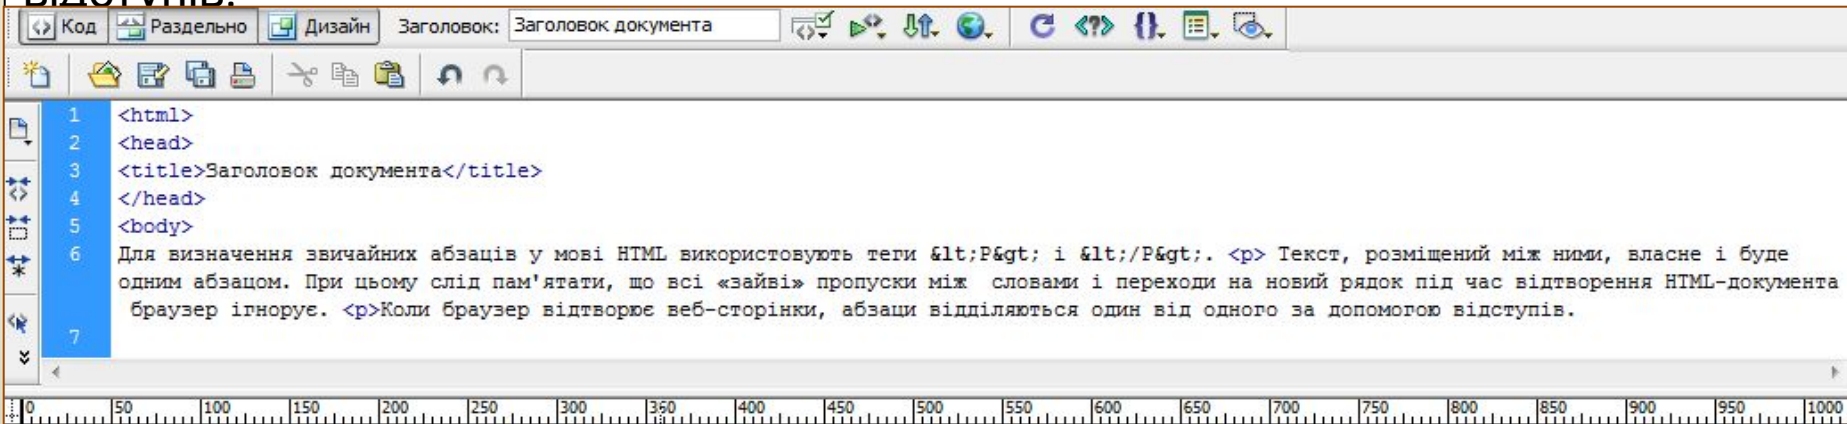 відступів.
Код Раздельно Дизайн Заголовок: Заголовок документа
1 <html>
2 <head>
3 <title>Заголовок документа</title>
4 </head>
5 <body>
6 Для визначення звичайних абзаців у мові HTML використовують теги &lt;P&gt; і &lt;/P&gt;. <p> Текст, розміщений між ними, власне і буде
одним абзацом. При цьому слід пам'ятати, що всі «зайві» пропуски між  словами і переходи на новий рядок під час відтворення HTML-документа
браузер ігнорує. <p>Коли браузер відтворює веб-сторінки, абзаци відділяються один від одного за допомогою відступів.
7
0 50 100 150 200 250 300 350 400 450 500 550 600 650 700 750 800 850 900 950 1000